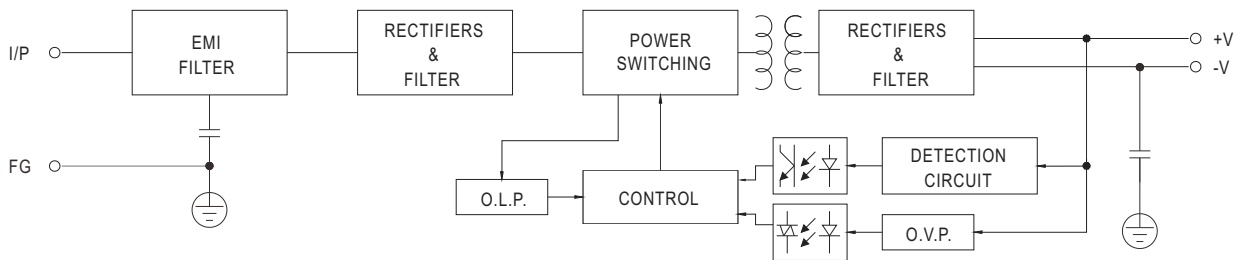 I/P
EMI
FILTER
RECTIFIERS
&
FILTER
POWER
SWITCHING
RECTIFIERS
&
FILTER
+V
-V
FG
O.L.P.
CONTROL
DETECTION
CIRCUIT
O.V.P.